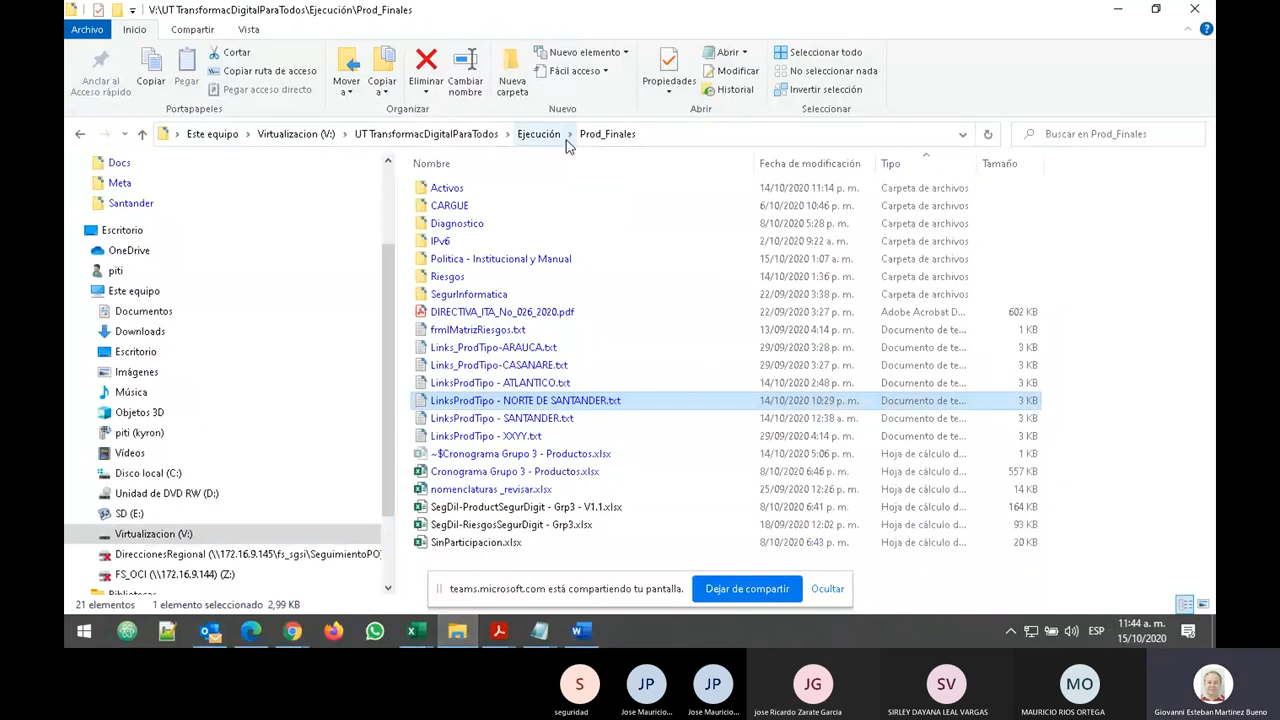 V:\UT TransformacDigitalParaTodos\Ejecución\Prod_Finales
Archivo Inicio Compartir Vista
Anclar al Acceso rápido
Copiar
Pegar
Cortar
Copiar ruta de acceso
Pegar acceso directo
Portapapeles
Mover a
Copiar a
Eliminar
Cambiar nombre
Organizar
Nueva carpeta
Nuevo elemento
Fácil acceso
Nuevo
Propiedades
Abrir
Modificar
Historial
Abrir
Seleccionar todo
No seleccionar nada
Invertir selección
Seleccionar
Este equipo > Virtualizacion (V:) > UT TransformacDigitalParaTodos > Ejecución > Prod_Finales
Buscar en Prod_Finales
Docs
Meta
Santander
Escritorio
OneDrive
piti
Este equipo
Documentos
Downloads
Escritorio
Imágenes
Música
Objetos 3D
piti (kyron)
Vídeos
Disco local (C:)
Unidad de DVD RW (D:)
SD (E:)
Virtualizacion (V:)
DireccionesRegional (\\172.16.9.145\fs_sgsi\SeguimientoPO)
FS_OCI (\\172.16.9.144) (Z:)
Bibliotecas
Nombre Fecha de modificación Tipo Tamaño
Activos 14/10/2020 11:14 p. m. Carpeta de archivos
CARGUE 6/10/2020 10:46 p. m. Carpeta de archivos
Diagnostico 8/10/2020 5:28 p. m. Carpeta de archivos
IPv6 2/10/2020 9:22 a. m. Carpeta de archivos
Politica - Institucional y Manual 15/10/2020 1:07 a. m. Carpeta de archivos
Riesgos 14/10/2020 1:36 p. m. Carpeta de archivos
SegurInformatica 22/09/2020 3:38 p. m. Carpeta de archivos
DIRECTIVA_ITA_No_026_2020.pdf 22/09/2020 3:27 p. m. Adobe Acrobat D... 602 KB
frmlMatrizRiesgos.txt 13/09/2020 4:14 p. m. Documento de te... 1 KB
Links_ProdTipo-ARAUCA.txt 29/09/2020 3:28 p. m. Documento de te... 3 KB
Links_ProdTipo-CASANARE.txt 29/09/2020 3:28 p. m. Documento de te... 3 KB
LinksProdTipo - ATLANTICO.txt 14/10/2020 2:48 p. m. Documento de te... 3 KB
LinksProdTipo - NORTE DE SANTANDER.txt 14/10/2020 10:29 p. m. Documento de te... 3 KB
LinksProdTipo - SANTANDER.txt 14/10/2020 12:38 a. m. Documento de te... 3 KB
LinksProdTipo - XXYY.txt 29/09/2020 4:14 p. m. Documento de te... 3 KB
~$Cronograma Grupo 3 - Productos.xlsx 14/10/2020 5:06 p. m. Hoja de cálculo d... 1 KB
Cronograma Grupo 3 - Productos.xlsx 8/10/2020 6:46 p. m. Hoja de cálculo d... 557 KB
nomenclaturas _revisar.xlsx 25/09/2020 12:26 p. m. Hoja de cálculo d... 14 KB
SegDil-ProductSegurDigit - Grp3 - V1.1.xlsx 8/10/2020 6:41 p. m. Hoja de cálculo d... 164 KB
SegDil-RiesgosSegurDigit - Grp3.xlsx 18/09/2020 12:02 p. m. Hoja de cálculo d... 93 KB
SinParticipacion.xlsx 8/10/2020 6:43 p. m. Hoja de cálculo d... 20 KB
teams.microsoft.com está compartiendo tu pantalla. Dejar de compartir Ocultar
21 elementos 1 elemento seleccionado 2,99 KB
ESP
11:44 a. m.
15/10/2020
S JP JP JG SV MO
seguridad Jose Mauricio... Jose Mauricio... jose Ricardo Zarate Garcia SIRLEY DAYANA LEAL VARGAS MAURICIO RIOS ORTEGA Giovanni Esteban Martinez Bueno